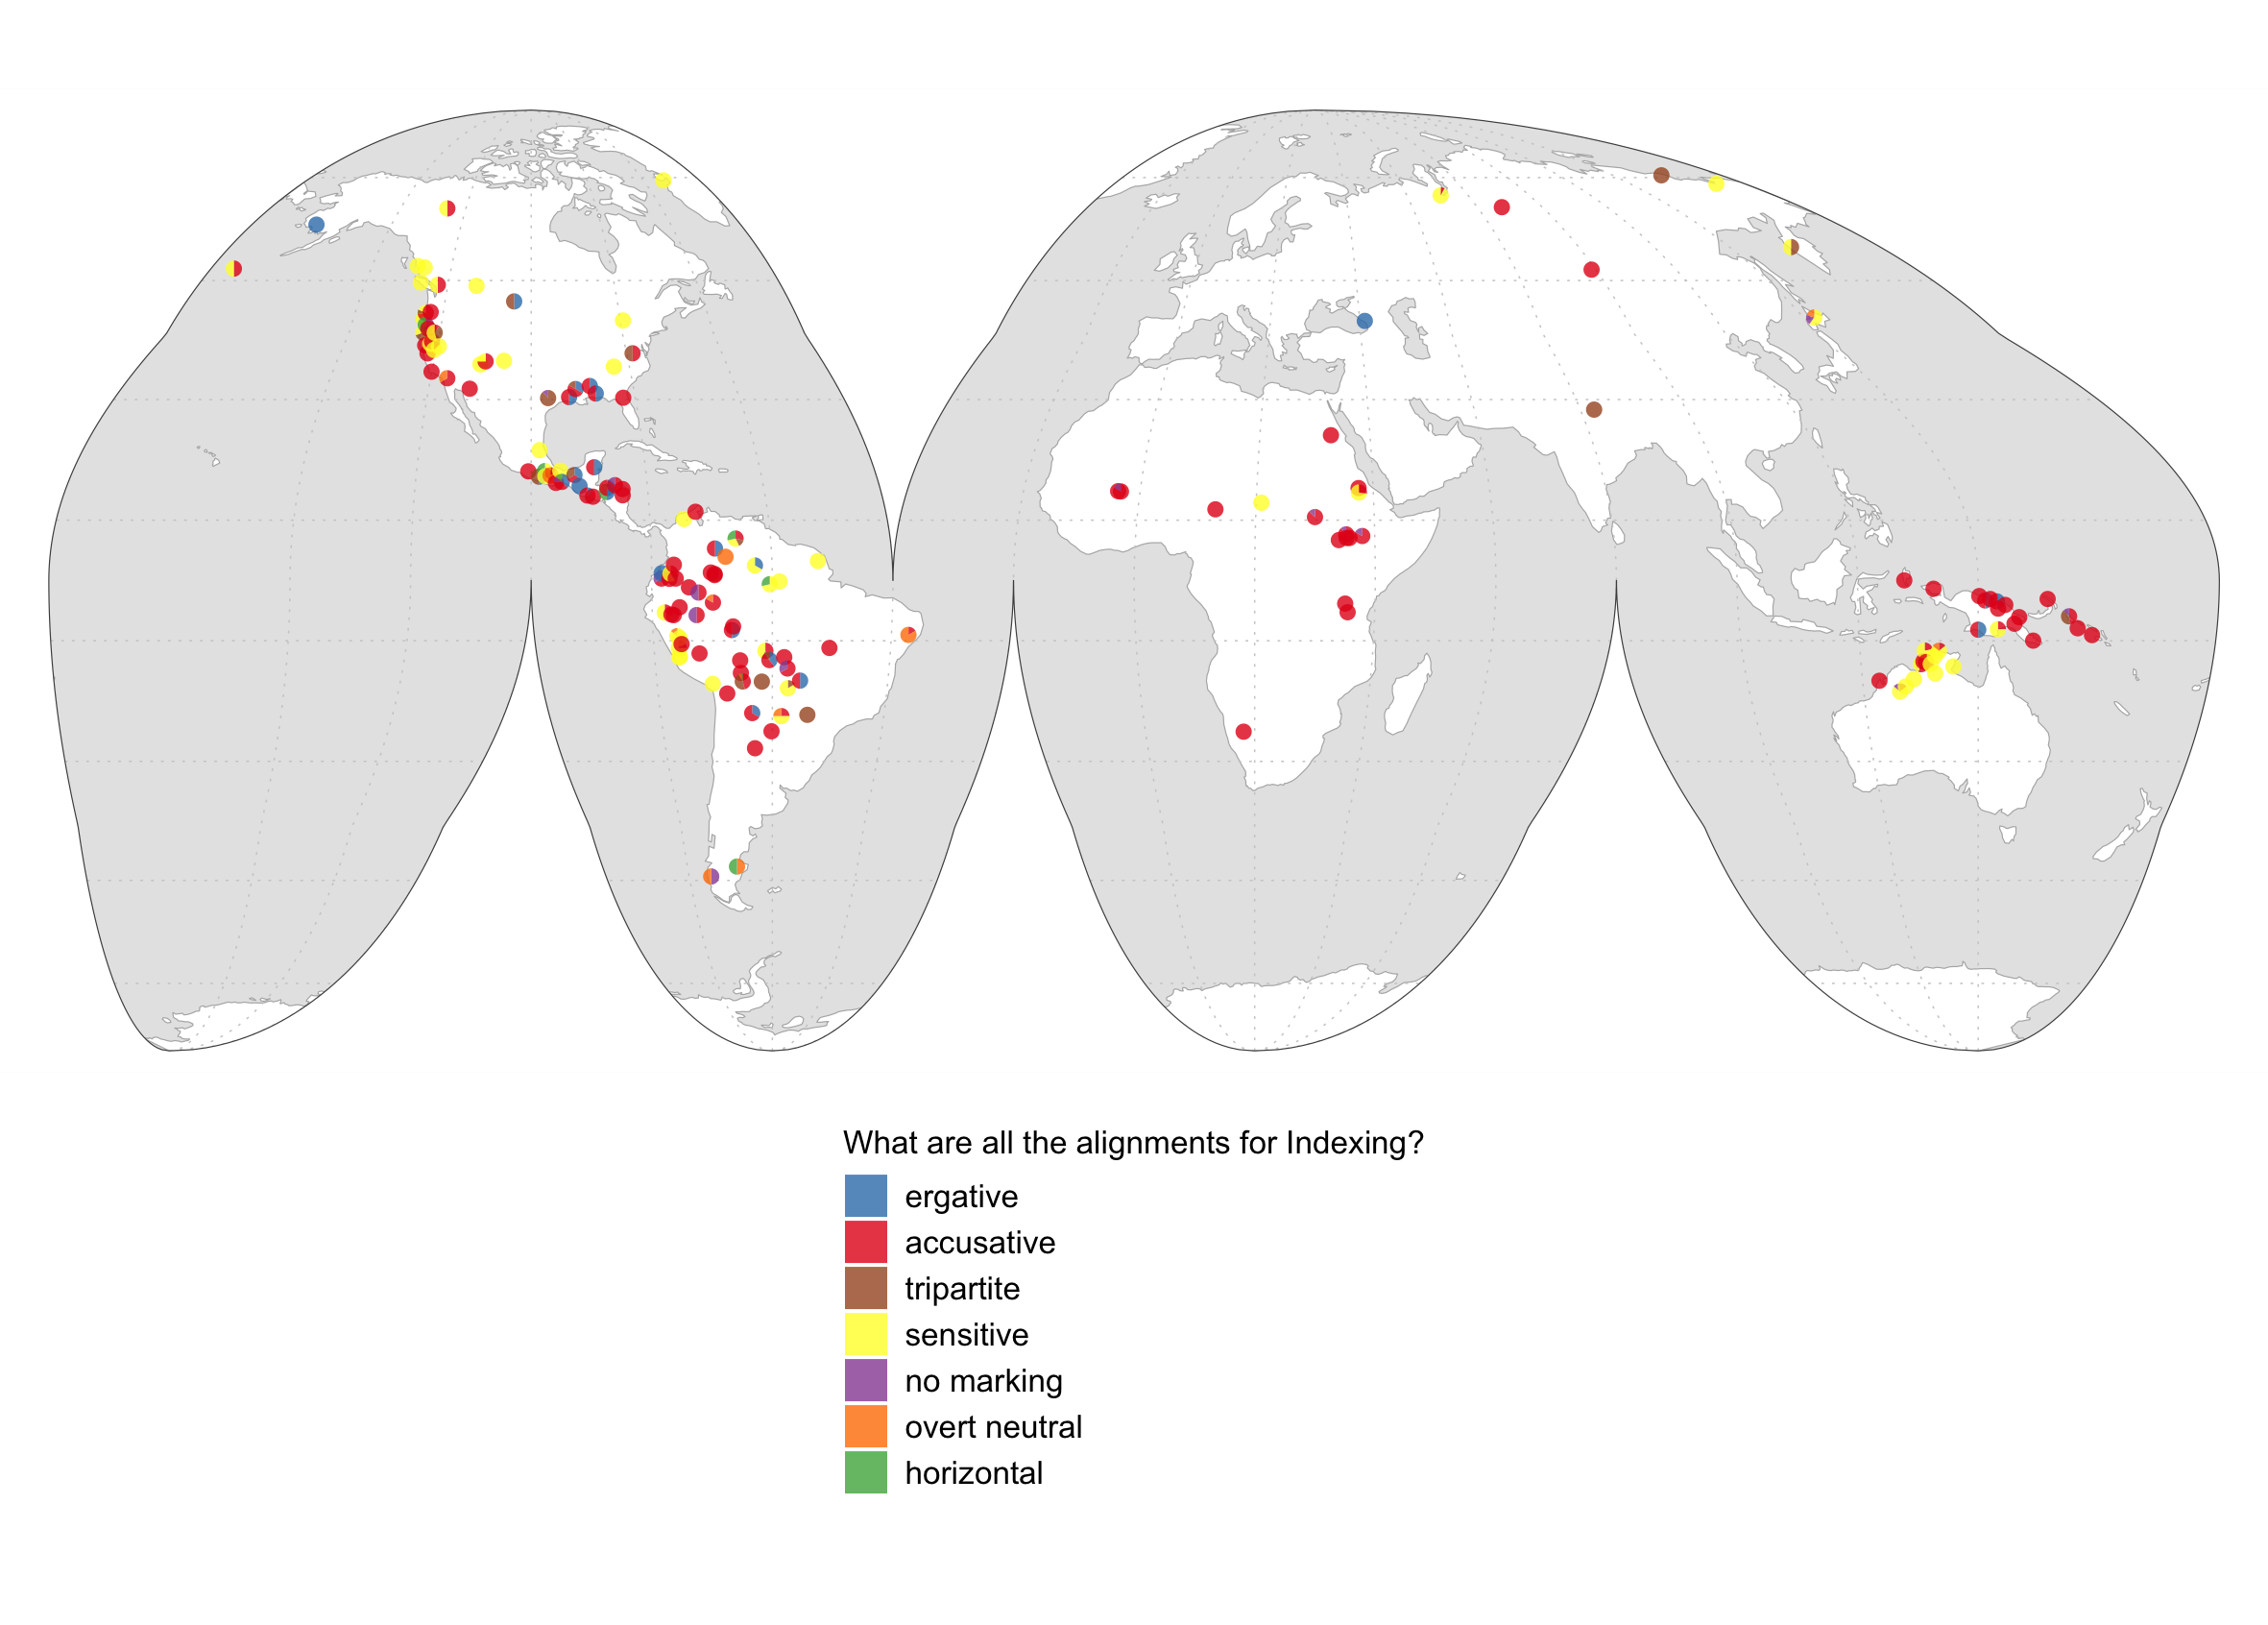 What are all the alignments for Indexing?
ergative
accusative
tripartite
sensitive
no marking
overt neutral
horizontal